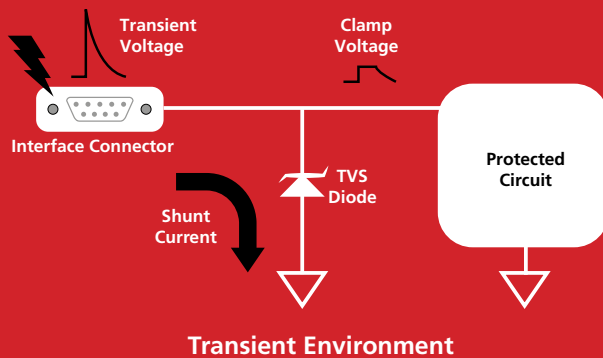 Transient
Voltage
Clamp
Voltage
Interface Connector
Protected
Circuit
TVS
Diode
Shunt
Current
Transient Environment